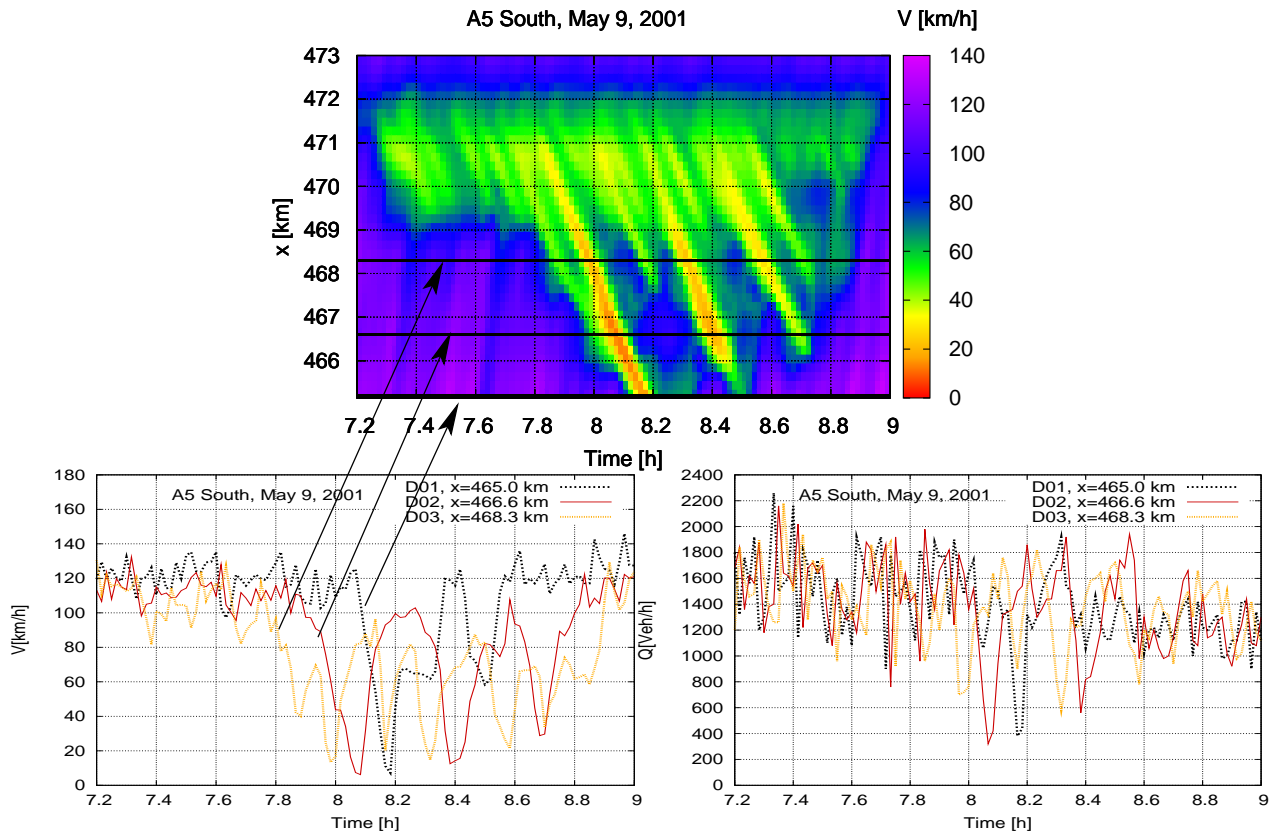 A5 South, May 9, 2001
V [km/h]
473
472
471
470
469
468
467
466
x [km]
140
120
100
80
60
40
20
0
7.2 7.4 7.6 7.8 8 8.2 8.4 8.6 8.8 9
Time [h]
180
160
140
120
100
80
60
40
20
0
V[km/h]
A5 South, May 9, 2001
D01, x=465.0 km
D02, x=466.6 km
D03, x=468.3 km
7.2 7.4 7.6 7.8 8 8.2 8.4 8.6 8.8 9
Time [h]
2400
2200
2000
1800
1600
1400
1200
1000
800
600
400
200
0
Q[Veh/h]
A5 South, May 9, 2001
D01, x=465.0 km
D02, x=466.6 km
D03, x=468.3 km
7.2 7.4 7.6 7.8 8 8.2 8.4 8.6 8.8 9
Time [h]